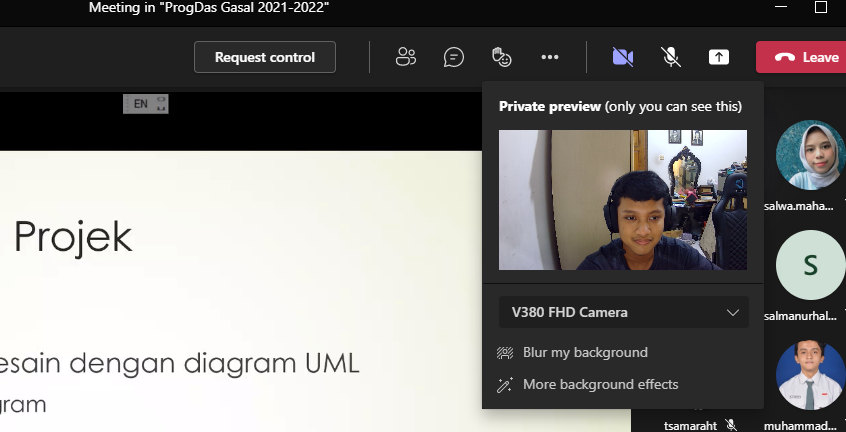 Meeting in "ProgDas Gasal 2021-2022"
Request control
Leave
EN
Private preview (only you can see this)
salwa.maha...
Projek
S
V380 FHD Camera
salmanurhal...
Blur my background
esain dengan diagram UML
More background effects
gram
tsamaraht
muhammad...